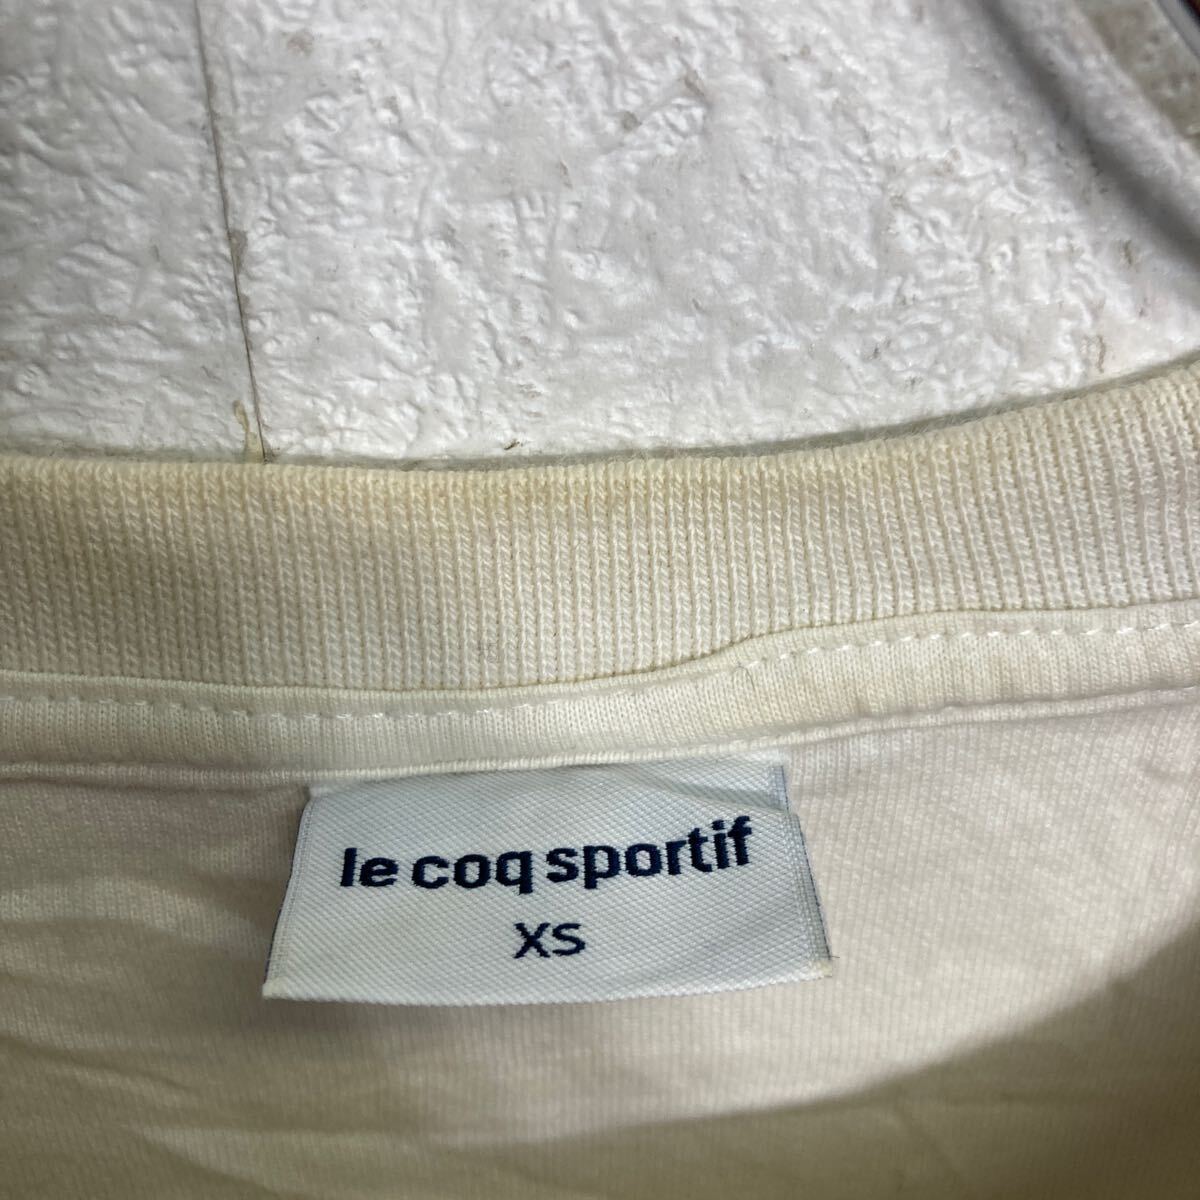 le coq sportif
XS